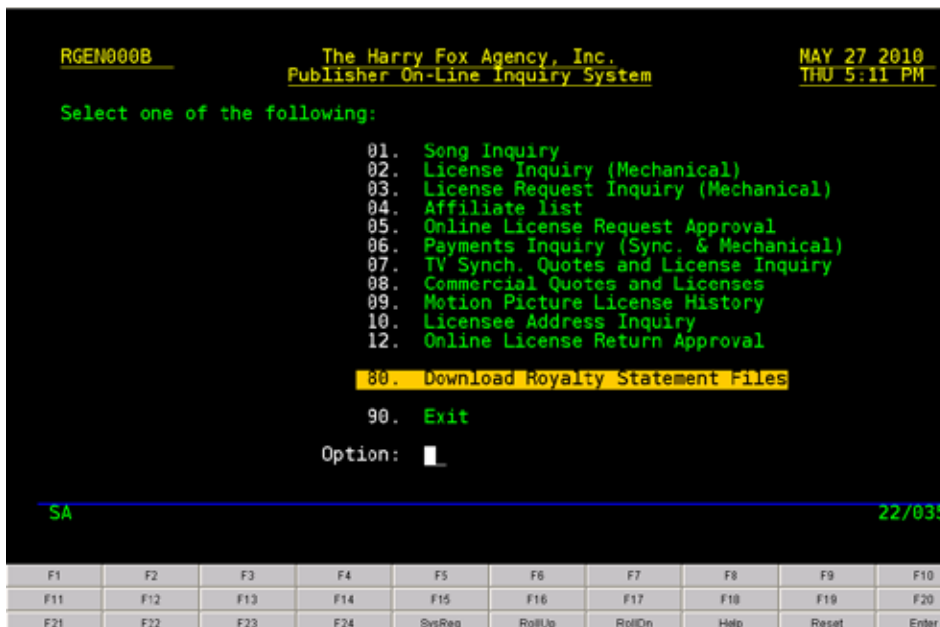 RGEN000B The Harry Fox Agency, Inc. MAY 27 2010
Publisher On-Line Inquiry System THU 5:11 PM
Select one of the following:
01. Song Inquiry
02. License Inquiry (Mechanical)
03. License Request Inquiry (Mechanical)
04. Affiliate list
05. Online License Request Approval
06. Payments Inquiry (Sync. & Mechanical)
07. TV Synch. Quotes and License Inquiry
08. Commercial Quotes and Licenses
09. Motion Picture License History
10. Licensee Address Inquiry
12. Online License Return Approval
80. Download Royalty Statement Files
90. Exit
Option:
SA 22/035
F1 F2 F3 F4 F5 F6 F7 F8 F9 F10
F11 F12 F13 F14 F15 F16 F17 F18 F19 F20
F21 F22 F23 F24 SysReq RollUp RollDn Help Reset Enter